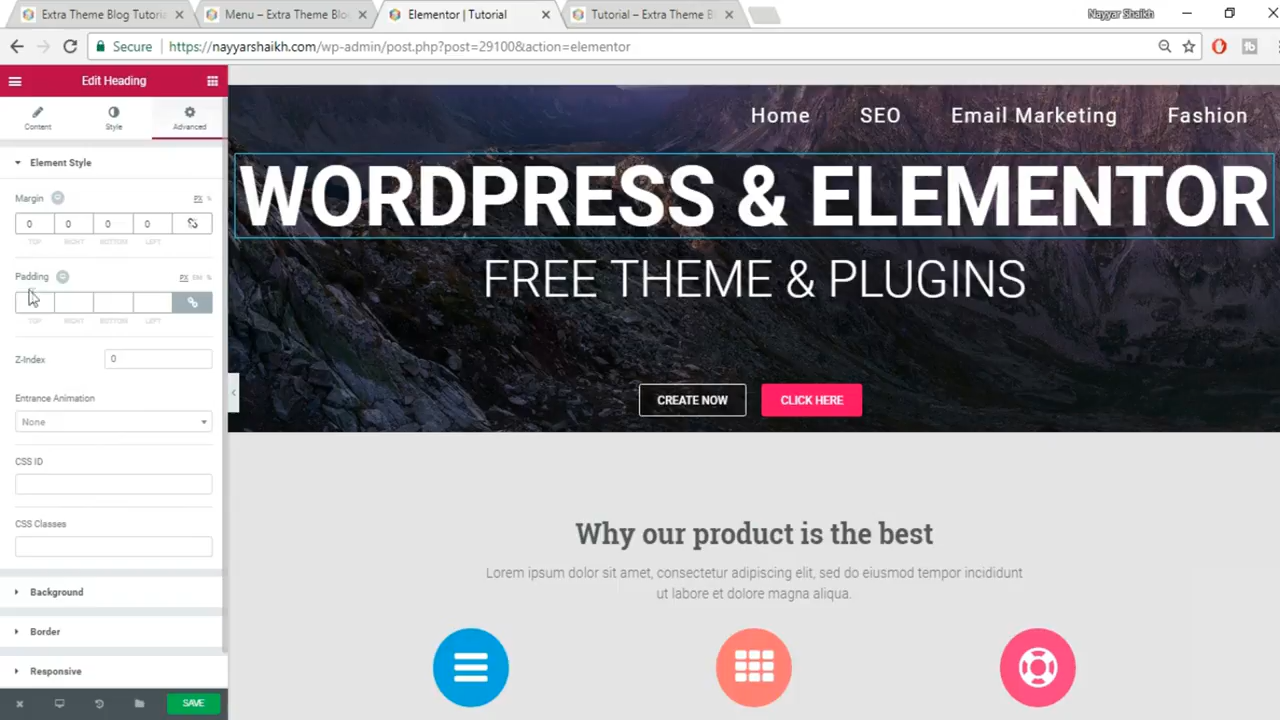 Extra Theme Blog Tutoria
Menu – Extra Theme Blo
Elementor | Tutorial
Tutorial – Extra Theme B
Nayyar Shaikh
Secure
https://nayyarshaikh.com/wp-admin/post.php?post=29100&action=elementor
Edit Heading
Content
Style
Advanced
Element Style
Margin
PX %
0 0 0 0
TOP RIGHT BOTTOM LEFT
Padding
PX EM %
TOP RIGHT BOTTOM LEFT
Z-Index
0
Entrance Animation
None
CSS ID
CSS Classes
Background
Border
Responsive
SAVE
Home SEO Email Marketing Fashion
WORDPRESS & ELEMENTOR
FREE THEME & PLUGINS
CREATE NOW
CLICK HERE
Why our product is the best
Lorem ipsum dolor sit amet, consectetur adipiscing elit, sed do eiusmod tempor incididunt
ut labore et dolore magna aliqua.